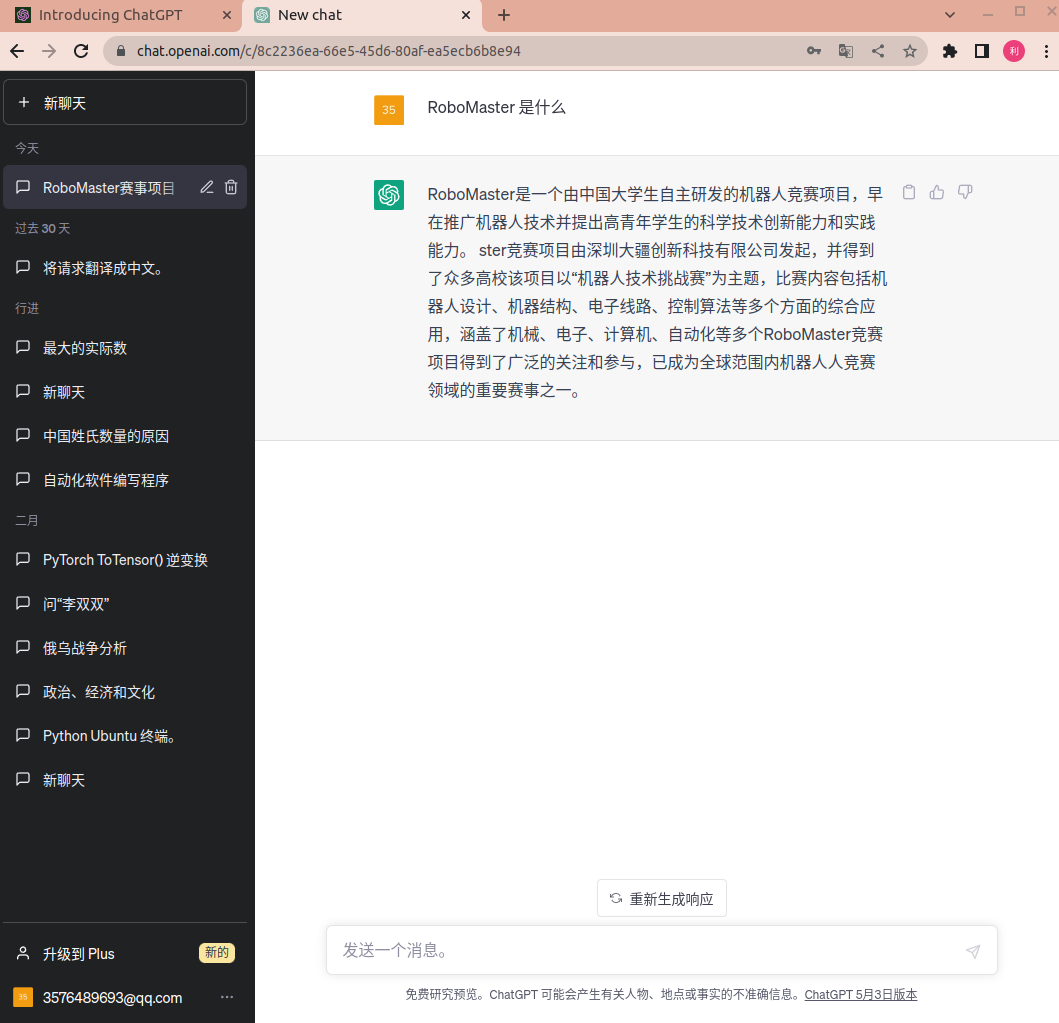 Introducing ChatGPT
New chat
chat.openai.com/c/8c2236ea-66e5-45d6-80af-ea5ecb6b8e94
利
新聊天
今天
RoboMaster赛事项目
过去 30 天
将请求翻译成中文。
行进
最大的实际数
新聊天
中国姓氏数量的原因
自动化软件编写程序
二月
PyTorch ToTensor() 逆变换
问“李双双”
俄乌战争分析
政治、经济和文化
Python Ubuntu 终端。
新聊天
升级到 Plus 新的
35 3576489693@qq.com
35 RoboMaster 是什么
RoboMaster是一个由中国大学生自主研发的机器人竞赛项目，早
在推广机器人技术并提出高青年学生的科学技术创新能力和实践
能力。 ster竞赛项目由深圳大疆创新科技有限公司发起，并得到
了众多高校该项目以“机器人技术挑战赛”为主题，比赛内容包括机
器人设计、机器结构、电子线路、控制算法等多个方面的综合应
用，涵盖了机械、电子、计算机、自动化等多个RoboMaster竞赛
项目得到了广泛的关注和参与，已成为全球范围内机器人人竞赛
领域的重要赛事之一。
重新生成响应
发送一个消息。
免费研究预览。ChatGPT 可能会产生有关人物、地点或事实的不准确信息。ChatGPT 5月3日版本